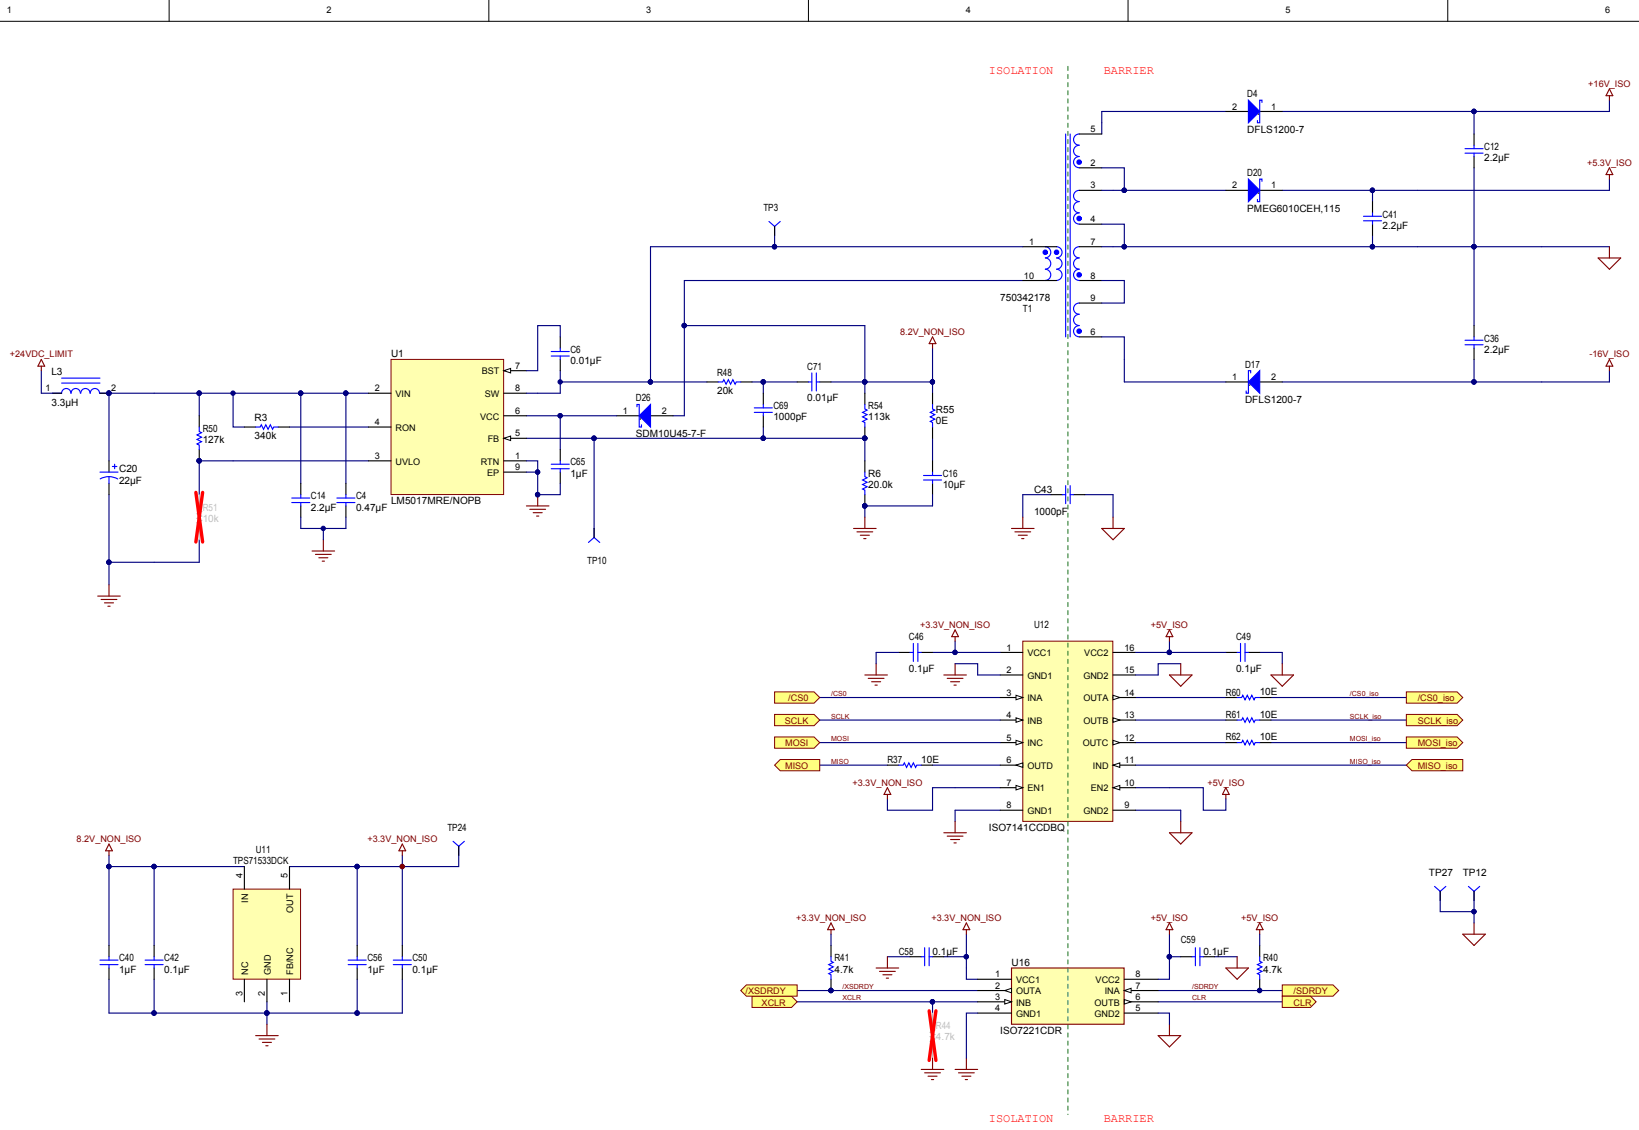 1 2 3 4 5 6
ISOLATION BARRIER
+16V_ISO
D4
2 1
DFLS1200-7
5
C12
2.2µF
2
+5.3V_ISO
D20
3 2 1
PMEG6010CEH,115
TP3
C41
2.2µF
4
1 7
10 8
750342178
T1
9
6
8.2V_NON_ISO
C36
2.2µF
-16V_ISO
+24VDC_LIMIT
L3
1 2
3.3µH
U1
BST 7
C6
0.01µF
D17
1 2
DFLS1200-7
2 VIN
SW 8
R48
20k
C71
0.01µF
R3
340k
4 RON
VCC 6
D26
1 2
SDM10U45-7-F
C69
1000pF
R54
113k
R55
0E
R50
127k
FB 5
3 UVLO
RTN 1
EP 9
C65
1µF
C20
22µF
+
R6
20.0k
C16
10µF
C14
2.2µF
C4
0.47µF
LM5017MRE/NOPB
R51
10k
C43
1000pF
TP10
+3.3V_NON_ISO
U12
+5V_ISO
C46
0.1µF
C49
0.1µF
1 VCC1 VCC2 16
2 GND1 GND2 15
/CS0 /CS0 3 INA OUTA 14 R60 10E /CS0_iso /CS0_iso
SCLK SCLK 4 INB OUTB 13 R61 10E SCLK_iso SCLK_iso
MOSI MOSI 5 INC OUTC 12 R62 10E MOSI_iso MOSI_iso
MISO MISO R37 10E 6 OUTD IND 11 MISO_iso MISO_iso
+3.3V_NON_ISO 7 EN1 EN2 10 +5V_ISO
8 GND1 GND2 9
ISO7141CCDBQ
8.2V_NON_ISO
U11
TPS71533DCK
+3.3V_NON_ISO
TP24
4 5
IN OUT
NC GND FB/NC
3 2 1
C40
1µF
C42
0.1µF
C56
1µF
C50
0.1µF
TP27 TP12
+3.3V_NON_ISO +3.3V_NON_ISO +5V_ISO +5V_ISO
R41
4.7k
C58 0.1µF
C59
0.1µF
R40
4.7k
U16
1 VCC1 VCC2 8
/XSDRDY /XSDRDY 2 OUTA INA 7 /SDRDY /SDRDY
XCLR XCLR 3 INB OUTB 6 CLR CLR
4 GND1 GND2 5
R44
4.7k
ISO7221CDR
ISOLATION BARRIER